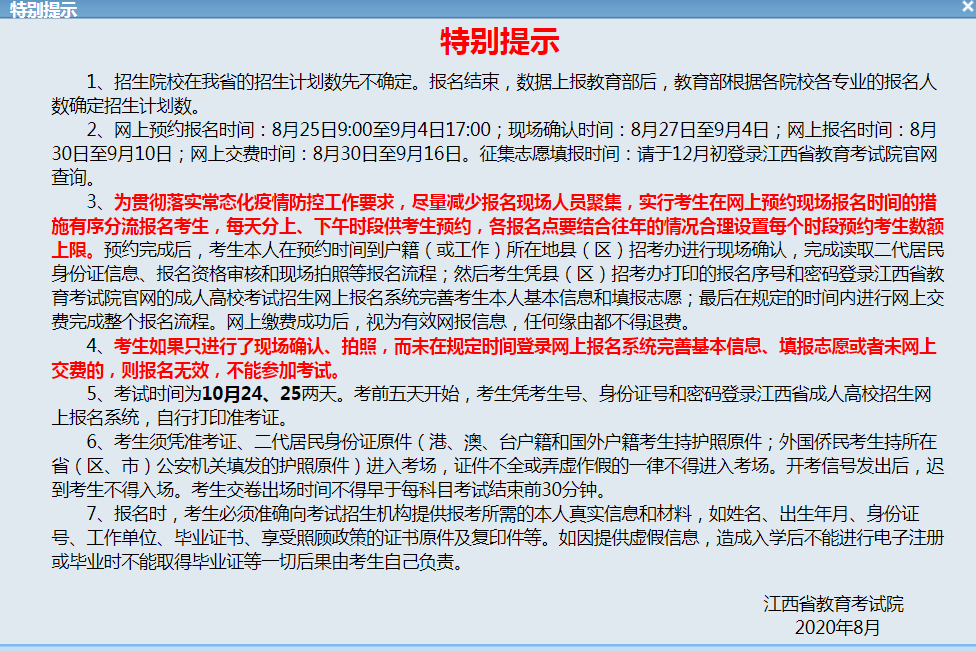 特别提示
特别提示
1、招生院校在我省的招生计划数先不确定。报名结束，数据上报教育部后，教育部根据各院校各专业的报名人
数确定招生计划数。
2、网上预约报名时间：8月25日9:00至9月4日17:00；现场确认时间：8月27日至9月4日；网上报名时间：8月
30日至9月10日；网上交费时间：8月30日至9月16日。征集志愿填报时间：请于12月初登录江西省教育考试院官网
查询。
3、为贯彻落实常态化疫情防控工作要求，尽量减少报名现场人员聚集，实行考生在网上预约现场报名时间的措
施有序分流报名考生，每天分上、下午时段供考生预约，各报名点要结合往年的情况合理设置每个时段预约考生数额
上限。预约完成后，考生本人在预约时间到户籍（或工作）所在地县（区）招考办进行现场确认，完成读取二代居民
身份证信息、报名资格审核和现场拍照等报名流程；然后考生凭县（区）招考办打印的报名序号和密码登录江西省教
育考试院官网的成人高校考试招生网上报名系统完善考生本人基本信息和填报志愿；最后在规定的时间内进行网上交
费完成整个报名流程。网上缴费成功后，视为有效网报信息，任何缘由都不得退费。
4、考生如果只进行了现场确认、拍照，而未在规定时间登录网上报名系统完善基本信息、填报志愿或者未网上
交费的，则报名无效，不能参加考试。
5、考试时间为10月24、25两天。考前五天开始，考生凭考生号、身份证号和密码登录江西省成人高校招生网
上报名系统，自行打印准考证。
6、考生须凭准考证、二代居民身份证原件（港、澳、台户籍和国外户籍考生持护照原件；外国侨民考生持所在
省（区、市）公安机关填发的护照原件）进入考场，证件不全或弄虚作假的一律不得进入考场。开考信号发出后，迟
到考生不得入场。考生交卷出场时间不得早于每科目考试结束前30分钟。
7、报名时，考生必须准确向考试招生机构提供报考所需的本人真实信息和材料，如姓名、出生年月、身份证
号、工作单位、毕业证书、享受照顾政策的证书原件及复印件等。如因提供虚假信息，造成入学后不能进行电子注册
或毕业时不能取得毕业证等一切后果由考生自己负责。
江西省教育考试院
2020年8月